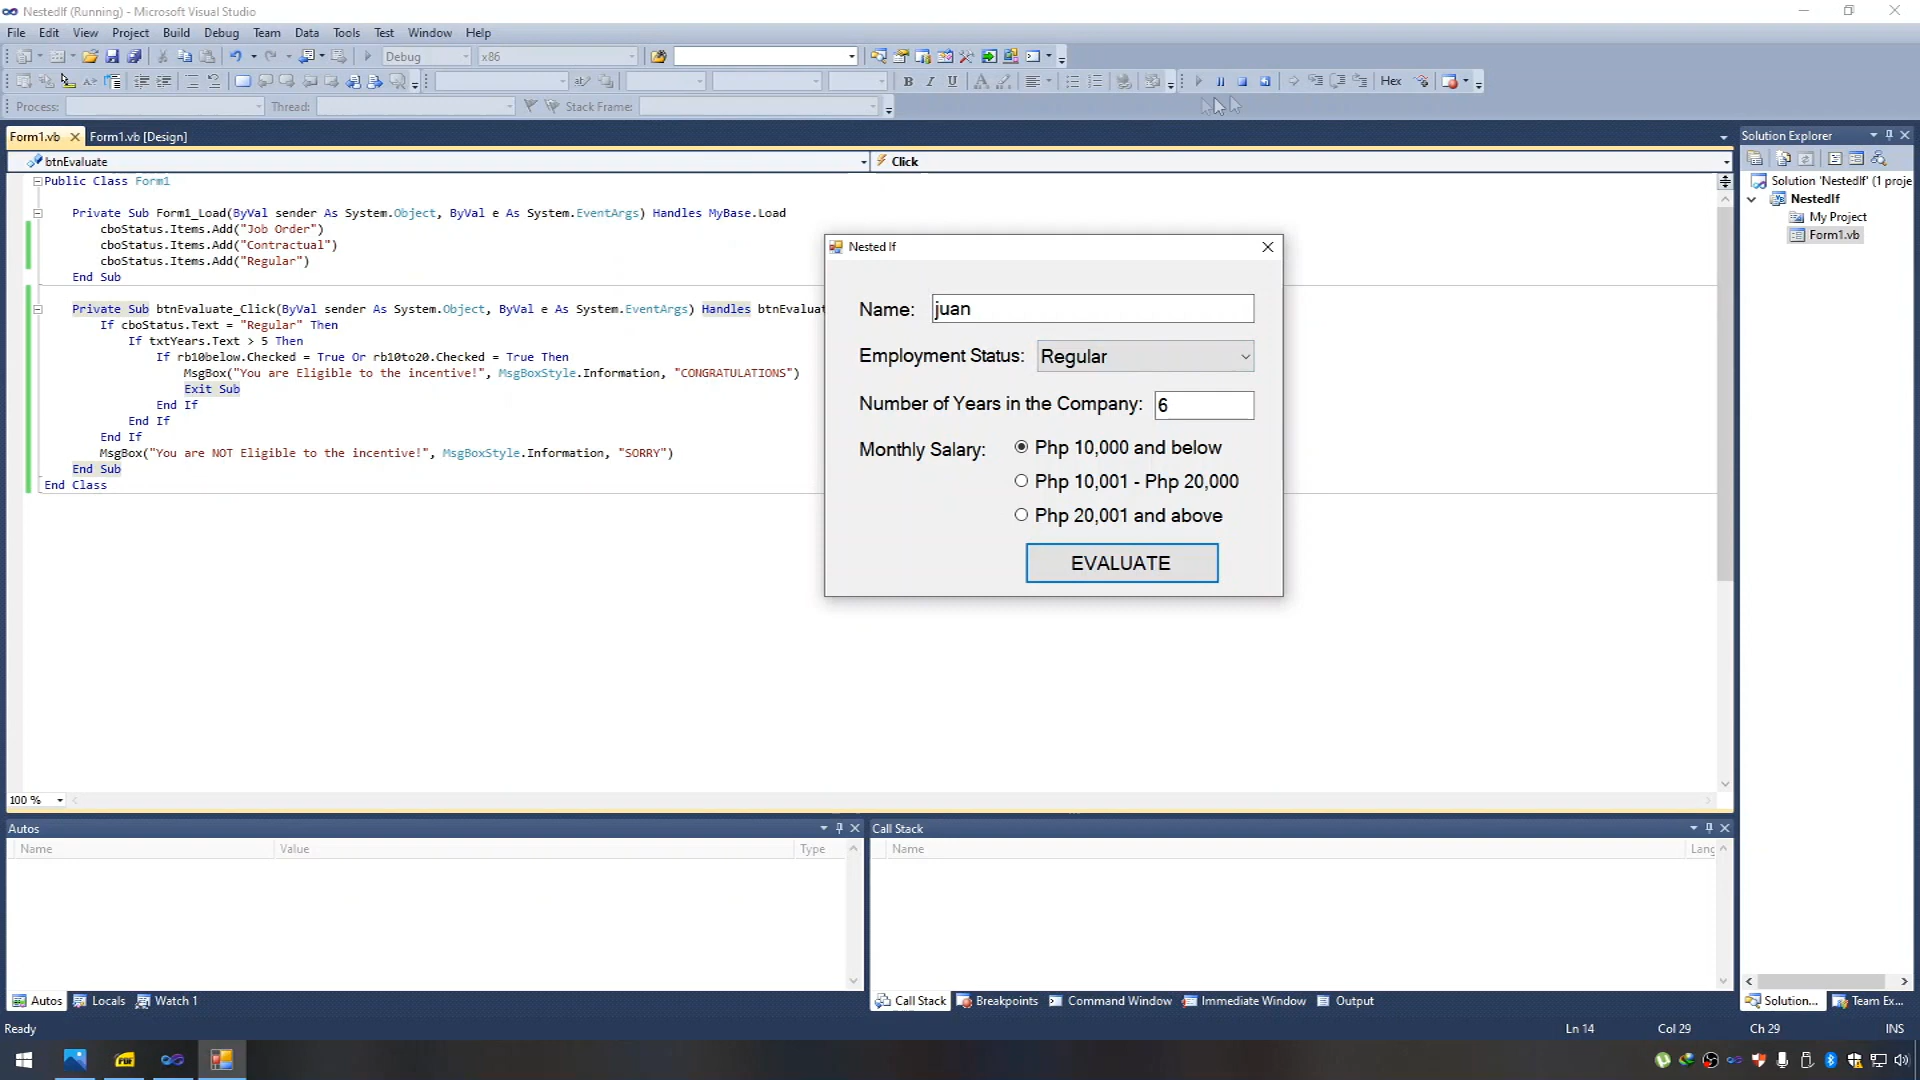 NestedIf (Running) - Microsoft Visual Studio
File Edit View Project Build Debug Team Data Tools Test Window Help
Debug x86
B I U Hex
Process: Thread: Stack Frame:
Form1.vb Form1.vb [Design]
btnEvaluate Click
Public Class Form1
Private Sub Form1_Load(ByVal sender As System.Object, ByVal e As System.EventArgs) Handles MyBase.Load
cboStatus.Items.Add("Job Order")
cboStatus.Items.Add("Contractual")
cboStatus.Items.Add("Regular")
End Sub
Private Sub btnEvaluate_Click(ByVal sender As System.Object, ByVal e As System.EventArgs) Handles btnEvaluat
If cboStatus.Text = "Regular" Then
If txtYears.Text > 5 Then
If rb10below.Checked = True Or rb10to20.Checked = True Then
MsgBox("You are Eligible to the incentive!", MsgBoxStyle.Information, "CONGRATULATIONS")
Exit Sub
End If
End If
End If
MsgBox("You are NOT Eligible to the incentive!", MsgBoxStyle.Information, "SORRY")
End Sub
End Class
Nested If
Name: juan
Employment Status: Regular
Number of Years in the Company: 6
Monthly Salary: Php 10,000 and below
Php 10,001 - Php 20,000
Php 20,001 and above
EVALUATE
Solution Explorer
Solution 'NestedIf' (1 proje
NestedIf
My Project
Form1.vb
100 %
Autos
Name Value Type
Call Stack
Name Lang
Autos Locals Watch 1
Call Stack Breakpoints Command Window Immediate Window Output
Solution... Team Ex...
Ready Ln 14 Col 29 Ch 29 INS
PDF